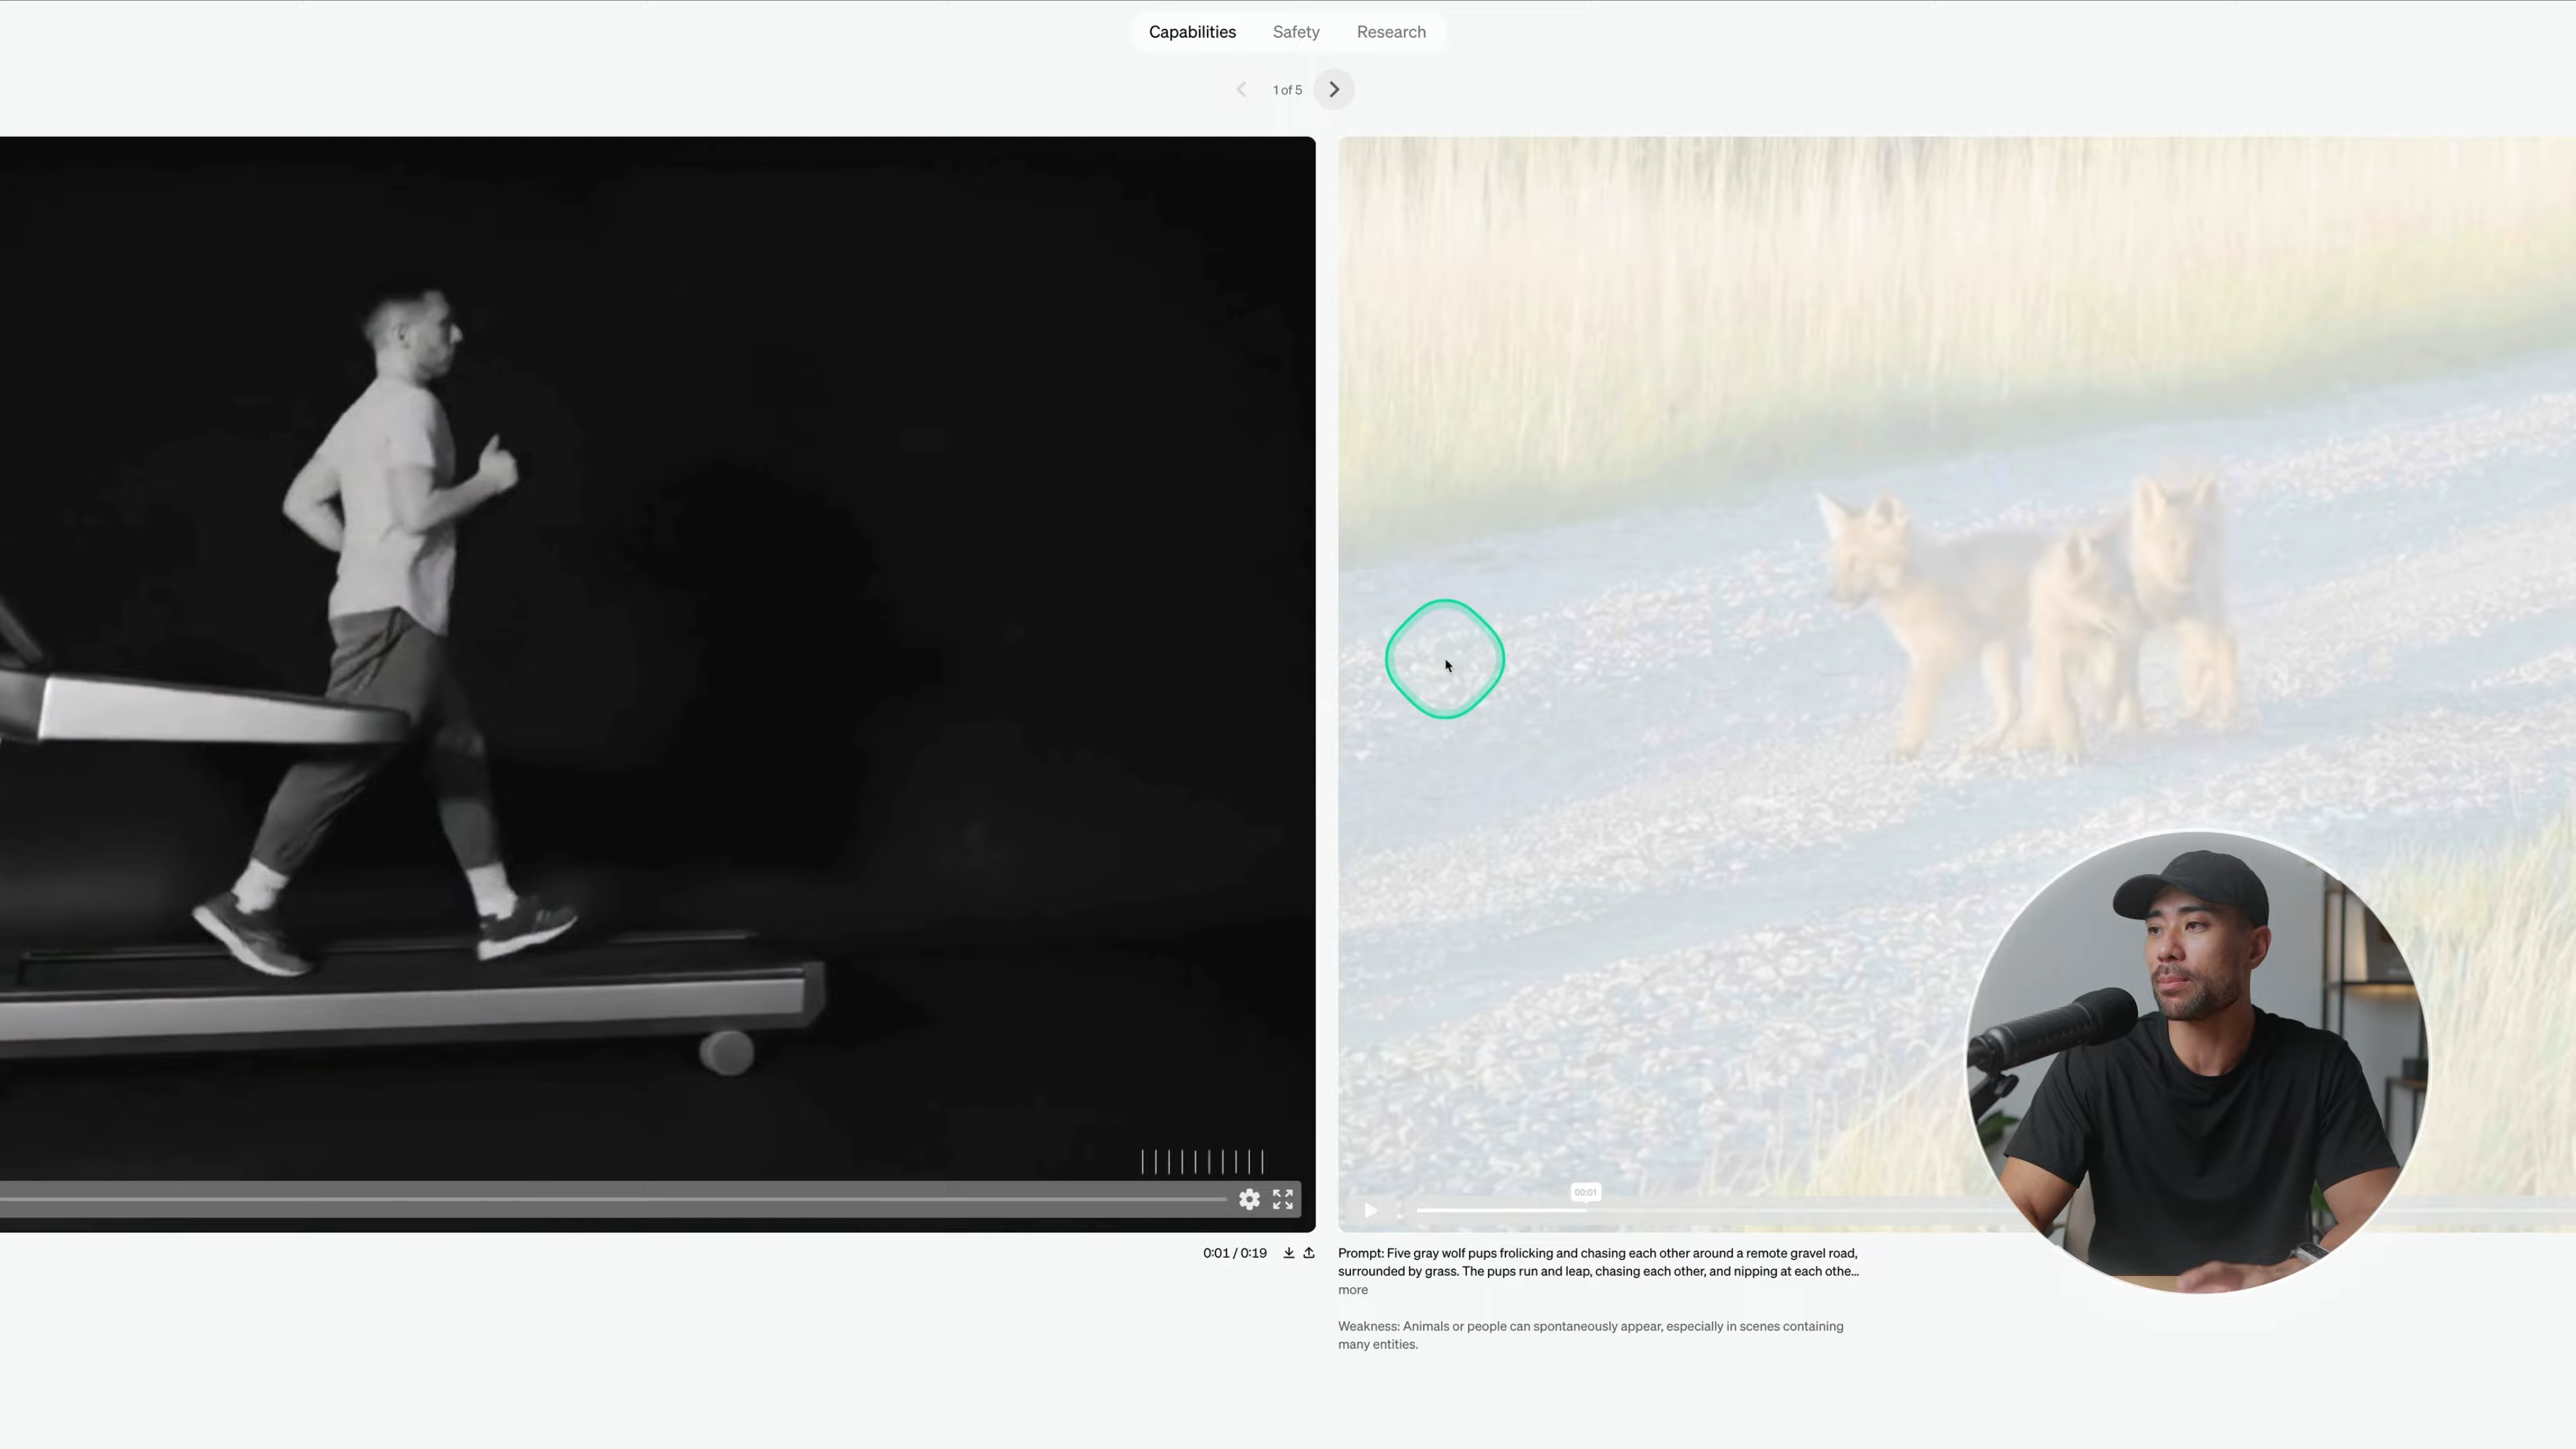 Capabilities Safety Research
1 of 5
00:01
0:01 / 0:19
Prompt: Five gray wolf pups frolicking and chasing each other around a remote gravel road,
surrounded by grass. The pups run and leap, chasing each other, and nipping at each othe...
more
Weakness: Animals or people can spontaneously appear, especially in scenes containing
many entities.